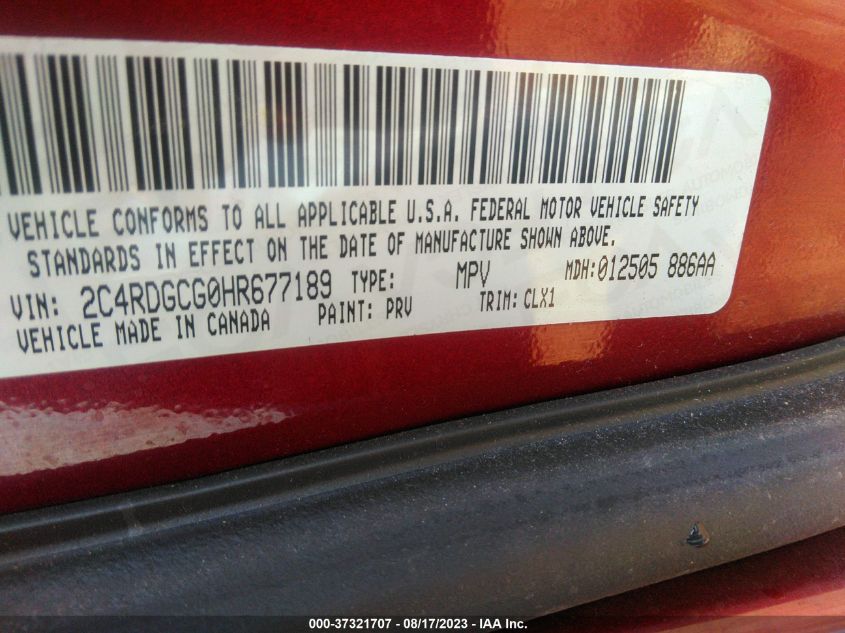 VEHICLE CONFORMS TO ALL APPLICABLE U.S.A. FEDERAL MOTOR VEHICLE SAFETY
STANDARDS IN EFFECT ON THE DATE OF MANUFACTURE SHOWN ABOVE.
VIN: 2C4RDGCG0HR677189 TYPE: MPV MDH:012505 886AA
VEHICLE MADE IN CANADA PAINT: PRV TRIM: CLX1
000-37321707 - 08/17/2023 - IAA Inc.